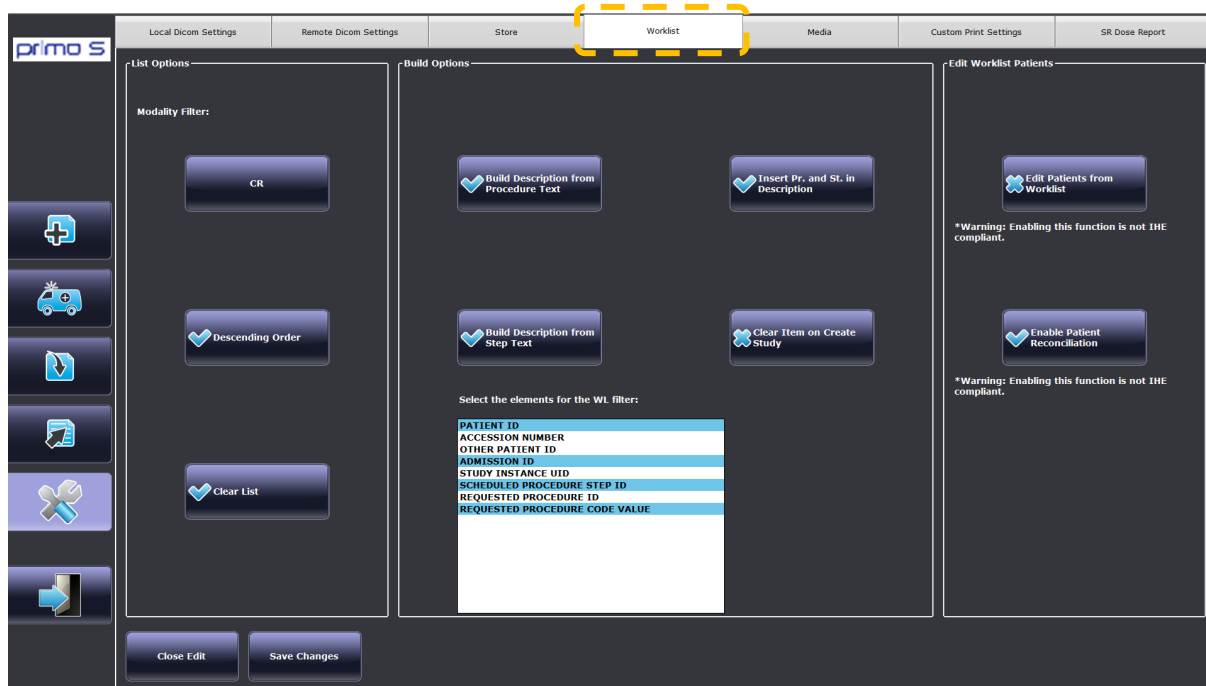 primo S
Local Dicom Settings
Remote Dicom Settings
Store
Worklist
Media
Custom Print Settings
SR Dose Report
List Options
Modality Filter:
CR
Descending Order
Clear List
Build Options
Build Description from
Procedure Text
Insert Pr. and St. in
Description
Build Description from
Step Text
Clear Item on Create
Study
Select the elements for the WL filter:
PATIENT ID
ACCESSION NUMBER
OTHER PATIENT ID
ADMISSION ID
STUDY INSTANCE UID
SCHEDULED PROCEDURE STEP ID
REQUESTED PROCEDURE ID
REQUESTED PROCEDURE CODE VALUE
Edit Worklist Patients
Edit Patients from
Worklist
*Warning: Enabling this function is not IHE
compliant.
Enable Patient
Reconciliation
*Warning: Enabling this function is not IHE
compliant.
Close Edit
Save Changes